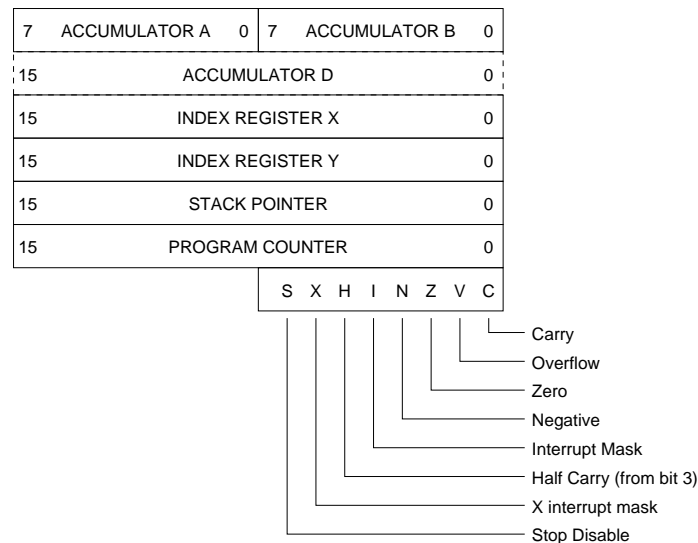 7 ACCUMULATOR A 0 7 ACCUMULATOR B 0
15 ACCUMULATOR D 0
15 INDEX REGISTER X 0
15 INDEX REGISTER Y 0
15 STACK POINTER 0
15 PROGRAM COUNTER 0
S X H I N Z V C
Carry
Overflow
Zero
Negative
Interrupt Mask
Half Carry (from bit 3)
X interrupt mask
Stop Disable